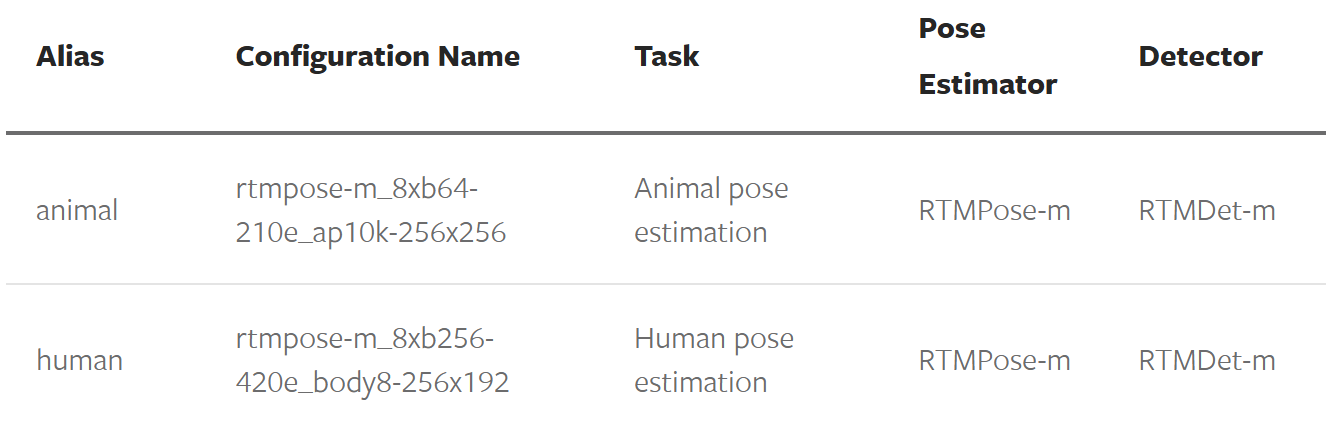 Alias Configuration Name Task Pose Estimator Detector
animal rtmpose-m_8xb64-210e_ap10k-256x256 Animal pose estimation RTMPose-m RTMDet-m
human rtmpose-m_8xb256-420e_body8-256x192 Human pose estimation RTMPose-m RTMDet-m